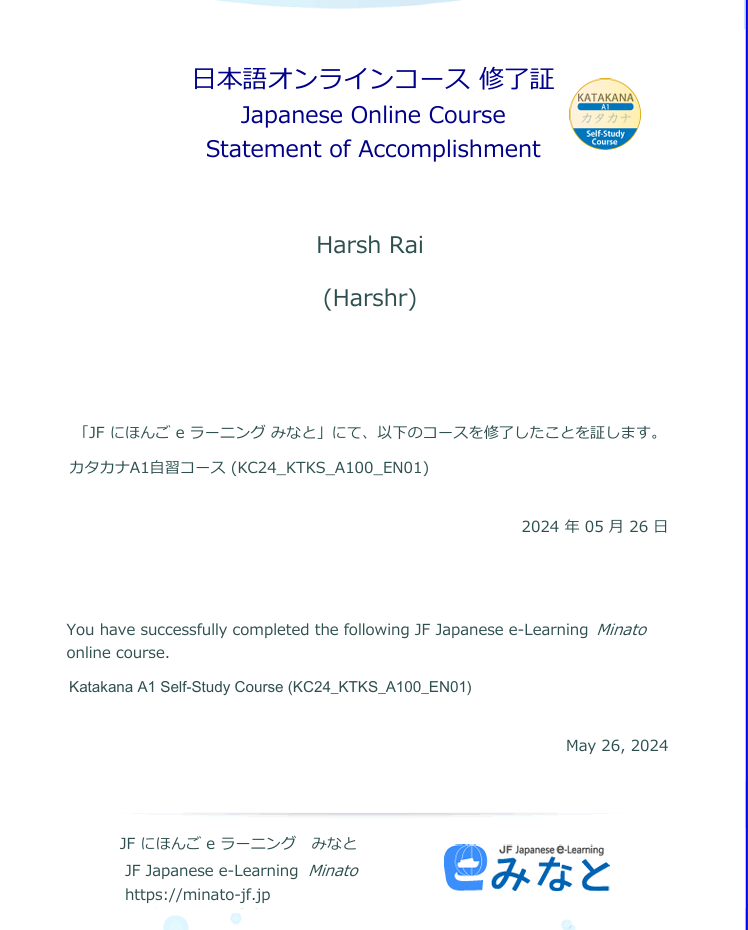 日本語オンラインコース 修了証
Japanese Online Course
Statement of Accomplishment
KATAKANA
A1
カタカナ
Self-Study
Course
Harsh Rai
(Harshr)
「JF にほんご e ラーニング みなと」にて、以下のコースを修了したことを証します。
カタカナA1自習コース (KC24_KTKS_A100_EN01)
2024 年 05 月 26 日
You have successfully completed the following JF Japanese e-Learning Minato
online course.
Katakana A1 Self-Study Course (KC24_KTKS_A100_EN01)
May 26, 2024
JF にほんご e ラーニング　みなと
JF Japanese e-Learning Minato
https://minato-jf.jp
JF Japanese e-Learning
みなと